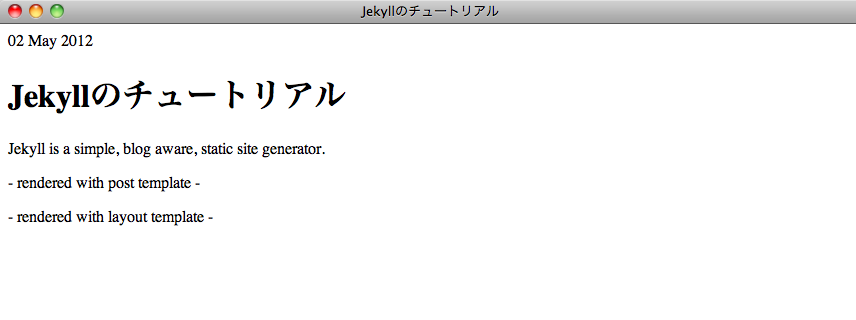 Jekyllのチュートリアル
02 May 2012
Jekyllのチュートリアル
Jekyll is a simple, blog aware, static site generator.
- rendered with post template -
- rendered with layout template -